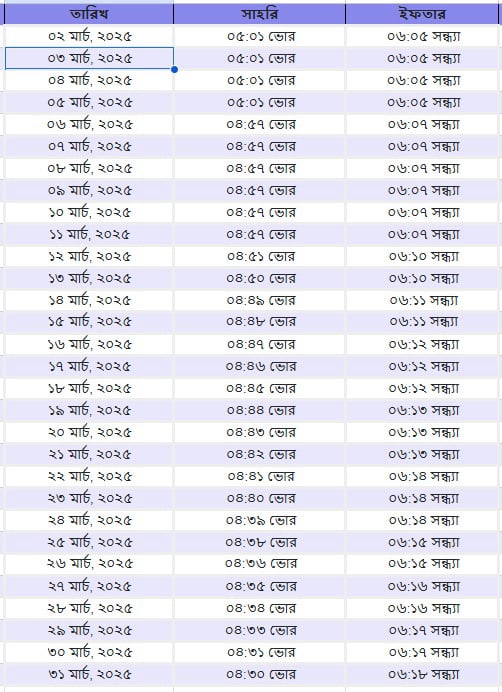 তারিখ সাহরি ইফতার
০২ মার্চ, ২০২৫ ০৫:০১ ভোর ০৬:০৫ সন্ধ্যা
০৩ মার্চ, ২০২৫ ০৫:০১ ভোর ০৬:০৫ সন্ধ্যা
০৪ মার্চ, ২০২৫ ০৫:০১ ভোর ০৬:০৫ সন্ধ্যা
০৫ মার্চ, ২০২৫ ০৫:০১ ভোর ০৬:০৫ সন্ধ্যা
০৬ মার্চ, ২০২৫ ০৪:৫৭ ভোর ০৬:০৭ সন্ধ্যা
০৭ মার্চ, ২০২৫ ০৪:৫৭ ভোর ০৬:০৭ সন্ধ্যা
০৮ মার্চ, ২০২৫ ০৪:৫৭ ভোর ০৬:০৭ সন্ধ্যা
০৯ মার্চ, ২০২৫ ০৪:৫৭ ভোর ০৬:০৭ সন্ধ্যা
১০ মার্চ, ২০২৫ ০৪:৫৭ ভোর ০৬:০৭ সন্ধ্যা
১১ মার্চ, ২০২৫ ০৪:৫৭ ভোর ০৬:০৭ সন্ধ্যা
১২ মার্চ, ২০২৫ ০৪:৫১ ভোর ০৬:১০ সন্ধ্যা
১৩ মার্চ, ২০২৫ ০৪:৫০ ভোর ০৬:১০ সন্ধ্যা
১৪ মার্চ, ২০২৫ ০৪:৪৯ ভোর ০৬:১১ সন্ধ্যা
১৫ মার্চ, ২০২৫ ০৪:৪৮ ভোর ০৬:১১ সন্ধ্যা
১৬ মার্চ, ২০২৫ ০৪:৪৭ ভোর ০৬:১২ সন্ধ্যা
১৭ মার্চ, ২০২৫ ০৪:৪৬ ভোর ০৬:১২ সন্ধ্যা
১৮ মার্চ, ২০২৫ ০৪:৪৫ ভোর ০৬:১২ সন্ধ্যা
১৯ মার্চ, ২০২৫ ০৪:৪৪ ভোর ০৬:১৩ সন্ধ্যা
২০ মার্চ, ২০২৫ ০৪:৪৩ ভোর ০৬:১৩ সন্ধ্যা
২১ মার্চ, ২০২৫ ০৪:৪২ ভোর ০৬:১৩ সন্ধ্যা
২২ মার্চ, ২০২৫ ০৪:৪১ ভোর ০৬:১৪ সন্ধ্যা
২৩ মার্চ, ২০২৫ ০৪:৪০ ভোর ০৬:১৪ সন্ধ্যা
২৪ মার্চ, ২০২৫ ০৪:৩৯ ভোর ০৬:১৪ সন্ধ্যা
২৫ মার্চ, ২০২৫ ০৪:৩৮ ভোর ০৬:১৫ সন্ধ্যা
২৬ মার্চ, ২০২৫ ০৪:৩৬ ভোর ০৬:১৫ সন্ধ্যা
২৭ মার্চ, ২০২৫ ০৪:৩৫ ভোর ০৬:১৬ সন্ধ্যা
২৮ মার্চ, ২০২৫ ০৪:৩৪ ভোর ০৬:১৬ সন্ধ্যা
২৯ মার্চ, ২০২৫ ০৪:৩৩ ভোর ০৬:১৭ সন্ধ্যা
৩০ মার্চ, ২০২৫ ০৪:৩১ ভোর ০৬:১৭ সন্ধ্যা
৩১ মার্চ, ২০২৫ ০৪:৩০ ভোর ০৬:১৮ সন্ধ্যা